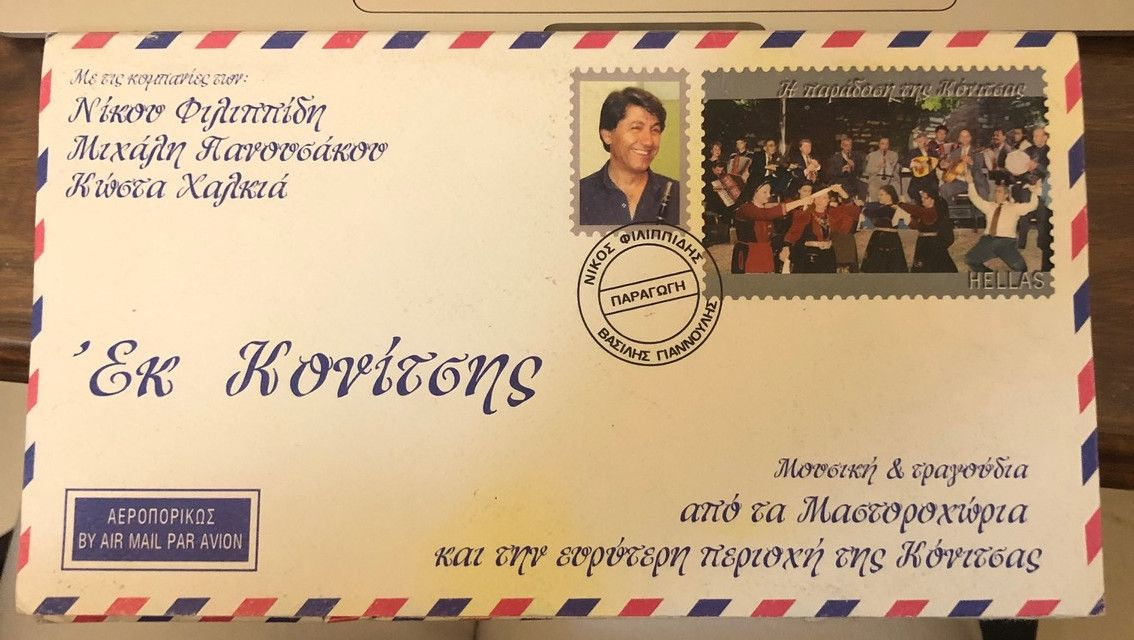 Με τις κομπανίες των:
Νίκου Φιλιππίδη
Μιχάλη Πανουσάκου
Κώστα Χαλκιά
Η παράδοση της Κόνιτσας
HELLAS
ΝΙΚΟΣ ΦΙΛΙΠΠΙΔΗΣ
ΠΑΡΑΓΩΓΗ
ΒΑΣΙΛΗΣ ΓΙΑΝΝΟΥΛΗΣ
Έκ Κονίτσης
Μουσική & τραγούδια
από τα Μαστοροχώρια
και την ευρύτερη περιοχή της Κόνιτσας
ΑΕΡΟΠΟΡΙΚΩΣ
BY AIR MAIL PAR AVION